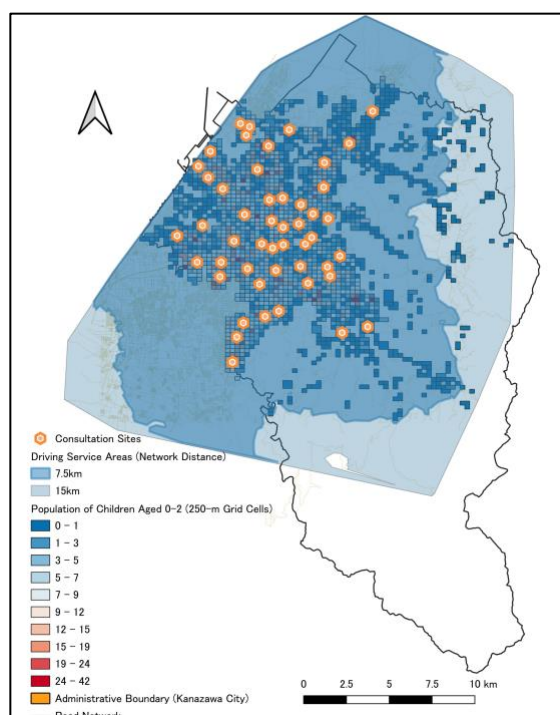 Consultation Sites
Driving Service Areas (Network Distance)
7.5km
15km
Population of Children Aged 0-2 (250-m Grid Cells)
0 - 1
1 - 3
3 - 5
5 - 7
7 - 9
9 - 12
12 - 15
15 - 19
19 - 24
24 - 42
Administrative Boundary (Kanazawa City)
Road Network
0 2.5 5 7.5 10 km